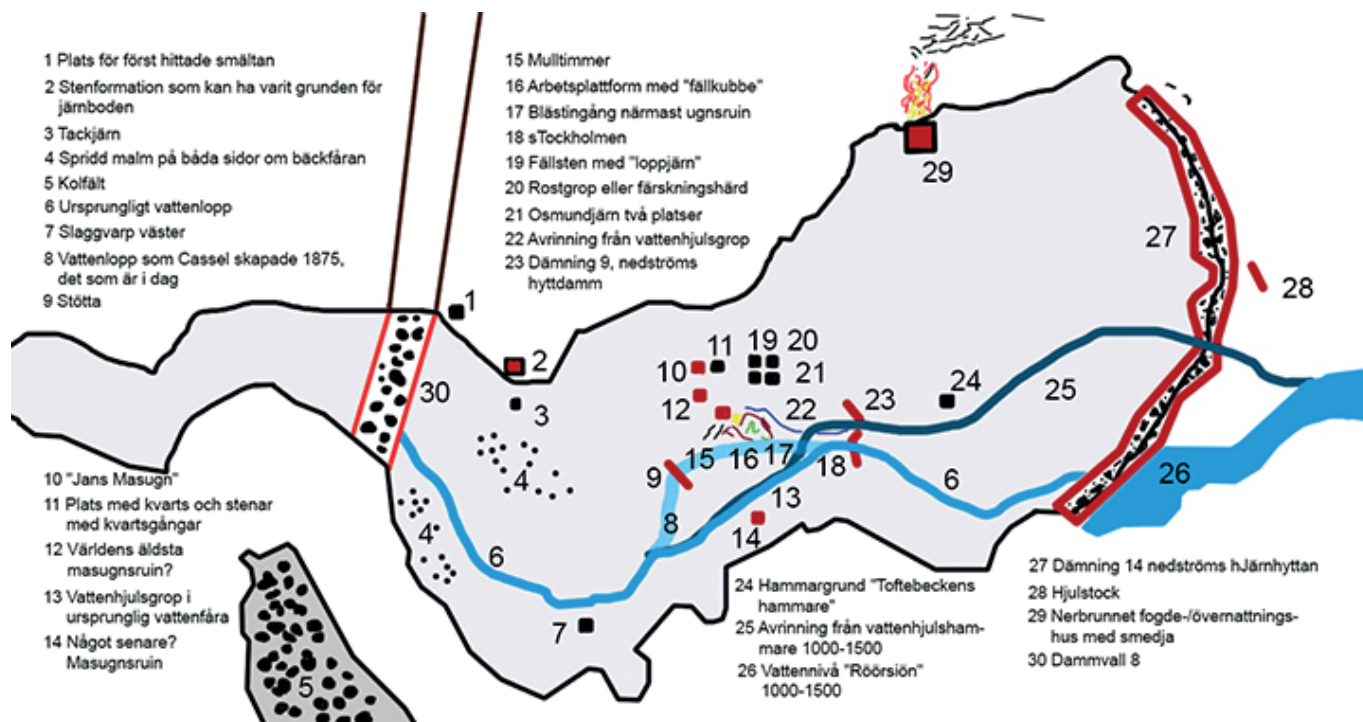 1 Plats för först hittade smältan
2 Stenformation som kan ha varit grunden för
järnboden
3 Tackjärn
4 Spridd malm på båda sidor om bäckfåran
5 Kolfält
6 Ursprungligt vattenlopp
7 Slaggvarp väster
8 Vattenlopp som Cassel skapade 1875,
det som är i dag
9 Stötta
15 Multimmer
16 Arbetsplattform med "fällkubbe"
17 Blästingång närmast ugnsruin
18 sTockholmen
19 Fällsten med "loppjärn"
20 Rostgrop eller färskningshärd
21 Osmundjärn två platser
22 Avrinning från vattenhjulsgrop
23 Dämning 9, nedströms
hyttdamm
29
27
28
1
2
30
3
10
11
19
20
21
12
22
23
24
25
4
9
15
16
17
18
6
26
8
13
14
4
6
7
5
10 "Jans Masugn"
11 Plats med kvarts och stenar
med kvartsgångar
12 Världens äldsta
masugnsruin?
13 Vattenhjulsgrop i
ursprunglig vattenfåra
14 Något senare?
Masugnsruin
24 Hammargrund "Toftebeckens
hammare"
25 Avrinning från vattenhjulsham-
mare 1000-1500
26 Vattennivå "Röörsiön"
1000-1500
27 Dämning 14 nedströms hJärnhyttan
28 Hjulstock
29 Nerbrunnet fogde-/övernattnings-
hus med smedja
30 Dammvall 8